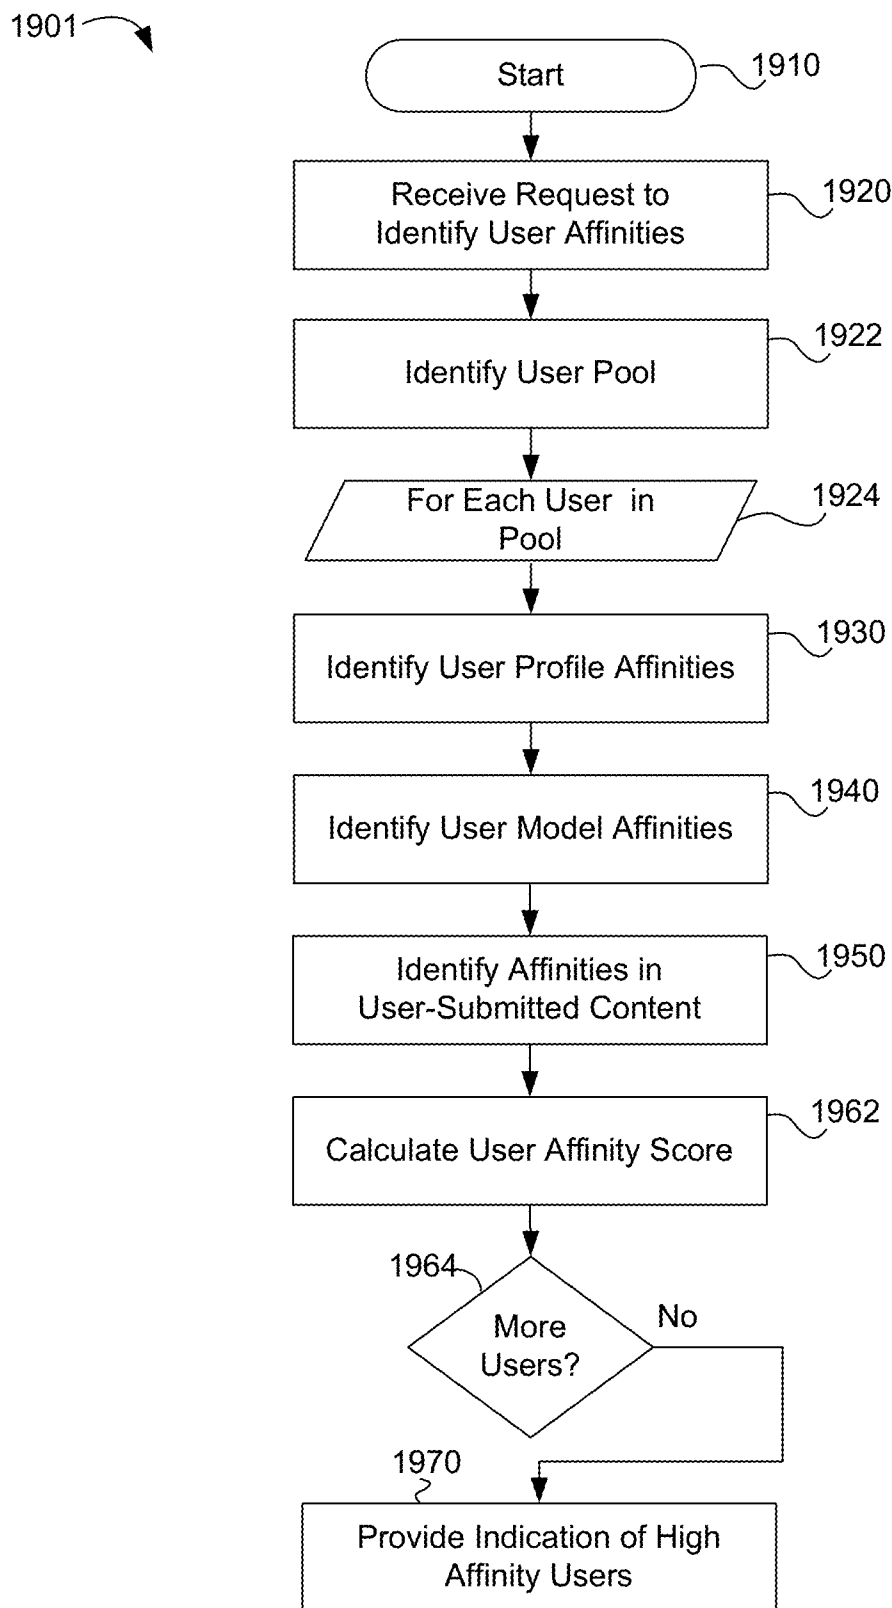 1901
Start
1910
Receive Request to
Identify User Affinities
1920
Identify User Pool
1922
For Each User in
Pool
1924
Identify User Profile Affinities
1930
Identify User Model Affinities
1940
Identify Affinities in
User-Submitted Content
1950
Calculate User Affinity Score
1962
1964
More
Users?
No
1970
Provide Indication of High
Affinity Users